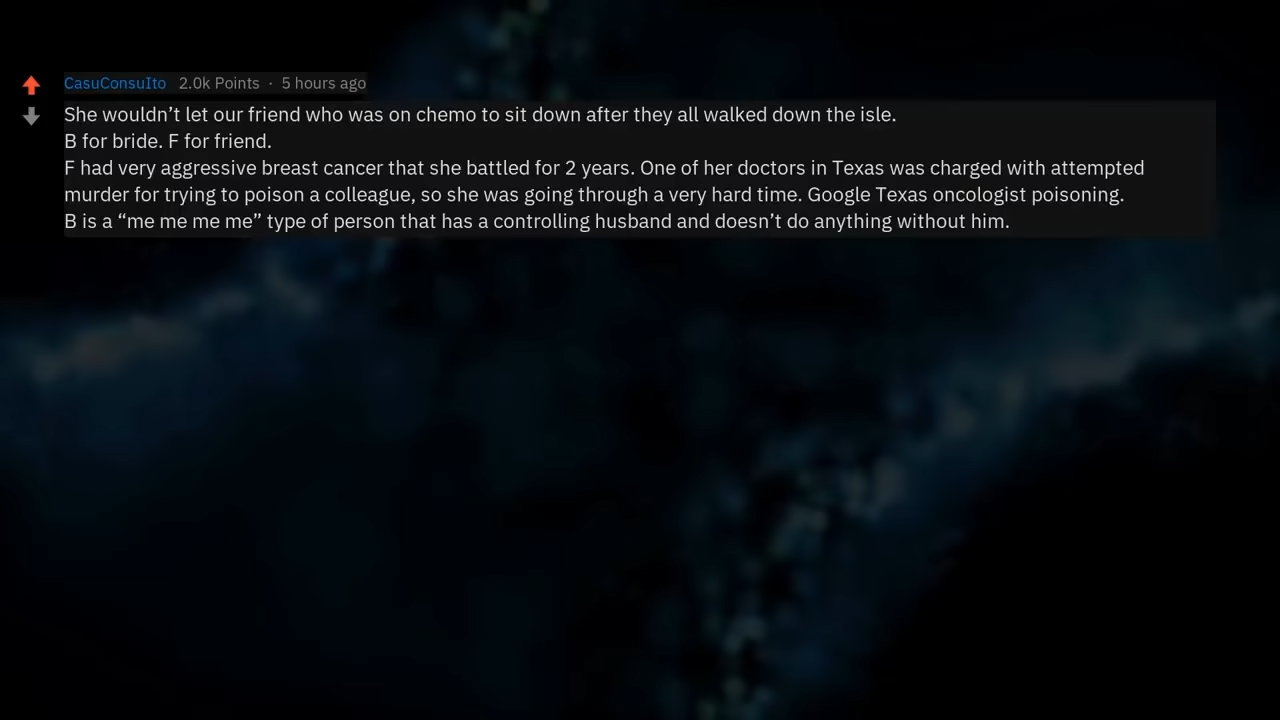 CasuConsuIto 2.0k Points · 5 hours ago
She wouldn’t let our friend who was on chemo to sit down after they all walked down the isle.
B for bride. F for friend.
F had very aggressive breast cancer that she battled for 2 years. One of her doctors in Texas was charged with attempted
murder for trying to poison a colleague, so she was going through a very hard time. Google Texas oncologist poisoning.
B is a “me me me me” type of person that has a controlling husband and doesn’t do anything without him.